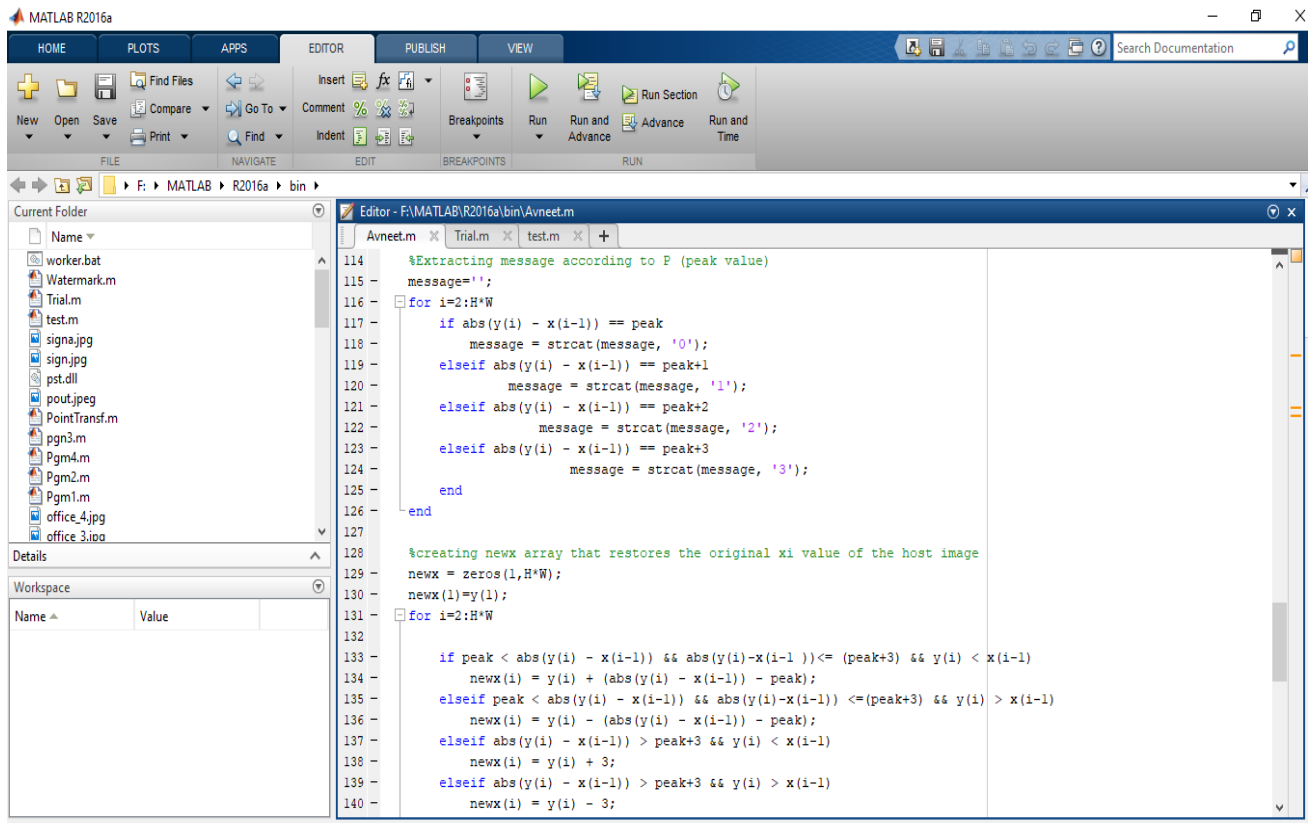 MATLAB R2016a
HOME PLOTS APPS EDITOR PUBLISH VIEW
Search Documentation
New Open Save
Find Files
Compare
Print
Go To
Find
Insert fx
Comment
Indent
Breakpoints
Run
Run and Advance
Run Section
Advance
Run and Time
FILE NAVIGATE EDIT BREAKPOINTS RUN
F: MATLAB R2016a bin
Current Folder
Name
worker.bat
Watermark.m
Trial.m
test.m
signa.jpg
sign.jpg
pst.dll
pout.jpeg
PointTransf.m
pgn3.m
Pgm4.m
Pgm2.m
Pgm1.m
office_4.jpg
office 3.jpg
Details
Workspace
Name Value
Editor - F:\MATLAB\R2016a\bin\Avneet.m
Avneet.m Trial.m test.m +
114 %Extracting message according to P (peak value)
115 – message='';
116 – for i=2:H*W
117 – if abs(y(i) - x(i-1)) == peak
118 – message = strcat(message, '0');
119 – elseif abs(y(i) - x(i-1)) == peak+1
120 – message = strcat(message, '1');
121 – elseif abs(y(i) - x(i-1)) == peak+2
122 – message = strcat(message, '2');
123 – elseif abs(y(i) - x(i-1)) == peak+3
124 – message = strcat(message, '3');
125 – end
126 – end
127
128 %creating newx array that restores the original xi value of the host image
129 – newx = zeros(1,H*W);
130 – newx(1)=y(1);
131 – for i=2:H*W
132
133 – if peak < abs(y(i) - x(i-1)) && abs(y(i)-x(i-1 ))<= (peak+3) && y(i) < x(i-1)
134 – newx(i) = y(i) + (abs(y(i) - x(i-1)) - peak);
135 – elseif peak < abs(y(i) - x(i-1)) && abs(y(i)-x(i-1)) <=(peak+3) && y(i) > x(i-1)
136 – newx(i) = y(i) - (abs(y(i) - x(i-1)) - peak);
137 – elseif abs(y(i) - x(i-1)) > peak+3 && y(i) < x(i-1)
138 – newx(i) = y(i) + 3;
139 – elseif abs(y(i) - x(i-1)) > peak+3 && y(i) > x(i-1)
140 – newx(i) = y(i) - 3;